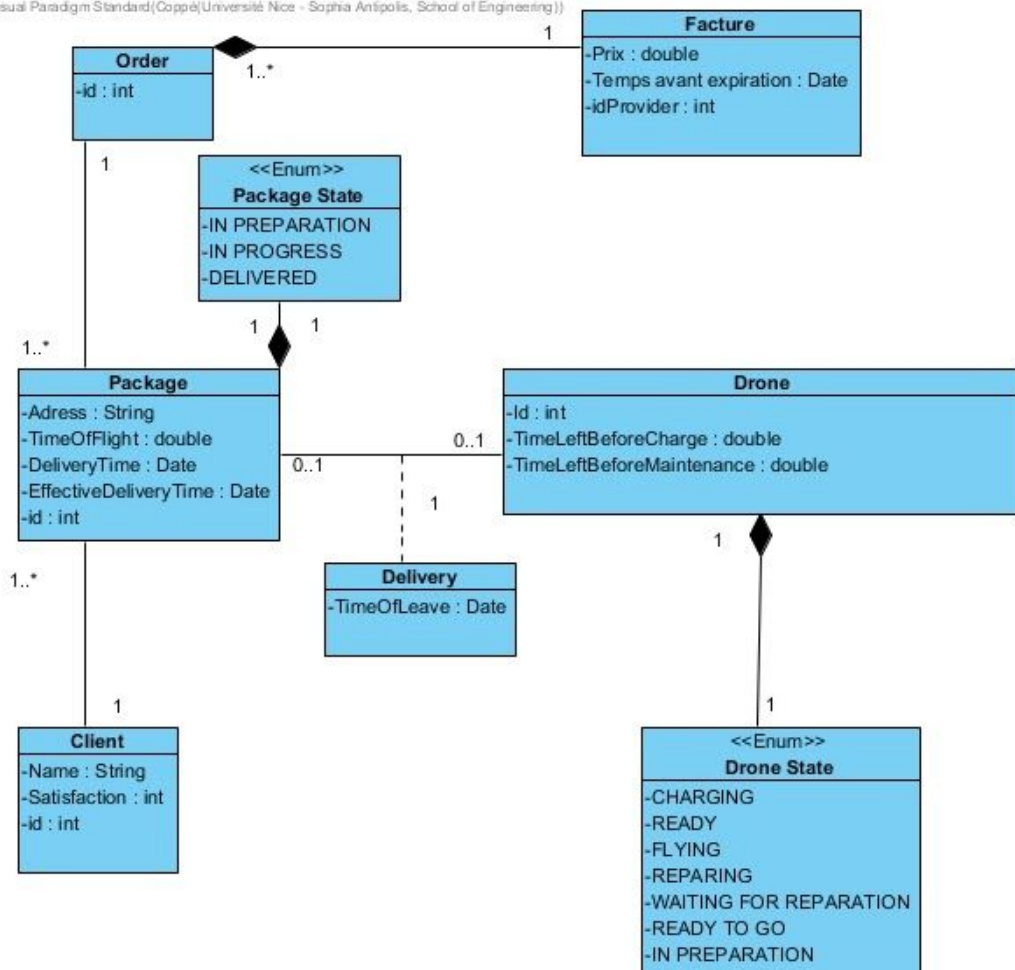 sual Paradigm Standard(Coppé(Université Nice - Sophia Antipolis, School of Engineering))
Order
-id : int
1..*
1
Facture
-Prix : double
-Temps avant expiration : Date
-idProvider : int
1
<<Enum>>
Package State
-IN PREPARATION
-IN PROGRESS
-DELIVERED
1
1
1..*
Package
-Adress : String
-TimeOfFlight : double
-DeliveryTime : Date
-EffectiveDeliveryTime : Date
-id : int
0..1
0..1
Drone
-Id : int
-TimeLeftBeforeCharge : double
-TimeLeftBeforeMaintenance : double
1
1
Delivery
-TimeOfLeave : Date
1..*
1
Client
-Name : String
-Satisfaction : int
-id : int
1
<<Enum>>
Drone State
-CHARGING
-READY
-FLYING
-REPARING
-WAITING FOR REPARATION
-READY TO GO
-IN PREPARATION